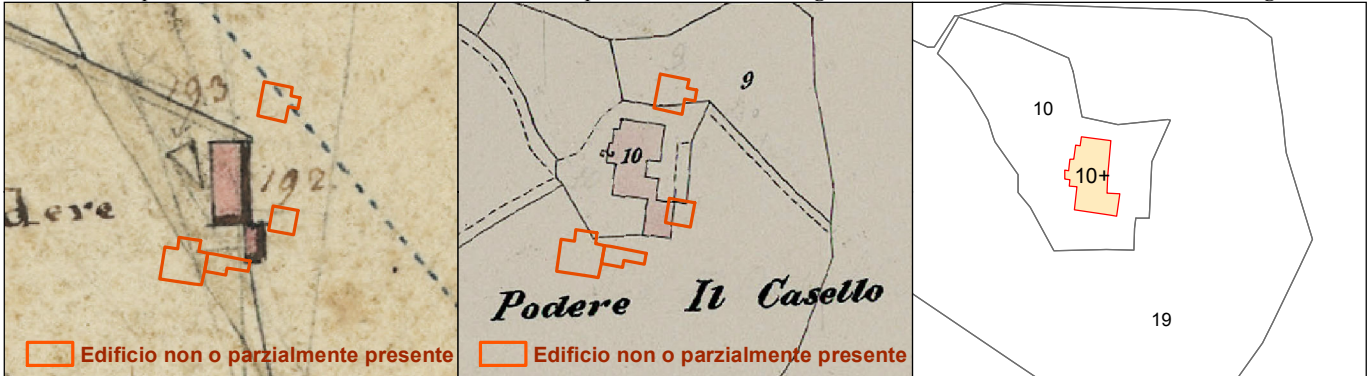 193
192
dere
Edificio non o parzialmente presente
9
9
10
Podere Il Casello
Edificio non o parzialmente presente
10
10+
19